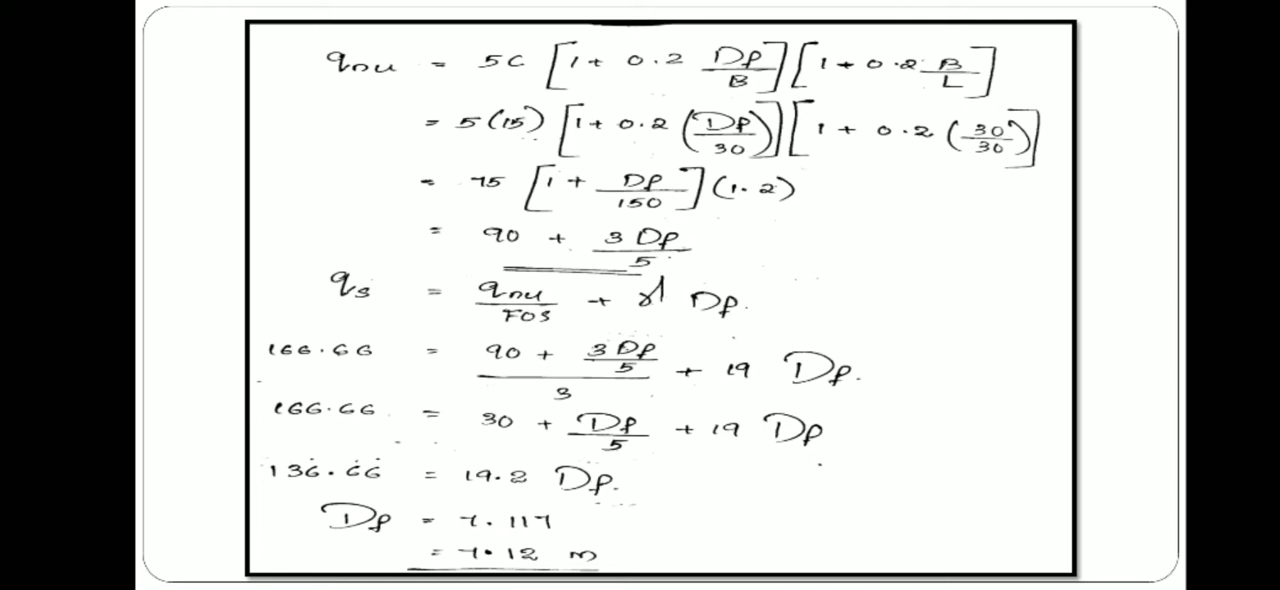 qnu = 5C [1 + 0.2 Df/B] [1 + 0.2 B/L]
= 5(15) [1 + 0.2 (Df/30)] [1 + 0.2 (30/30)]
= 75 [1 + Df/150] (1.2)
= 90 + 3Df/5
qs = qnu/FOS + γ Df.
166.66 = (90 + 3Df/5)/3 + 19 Df.
166.66 = 30 + Df/5 + 19 Df
136.66 = 19.2 Df.
Df = 7.117
= 7.12 m